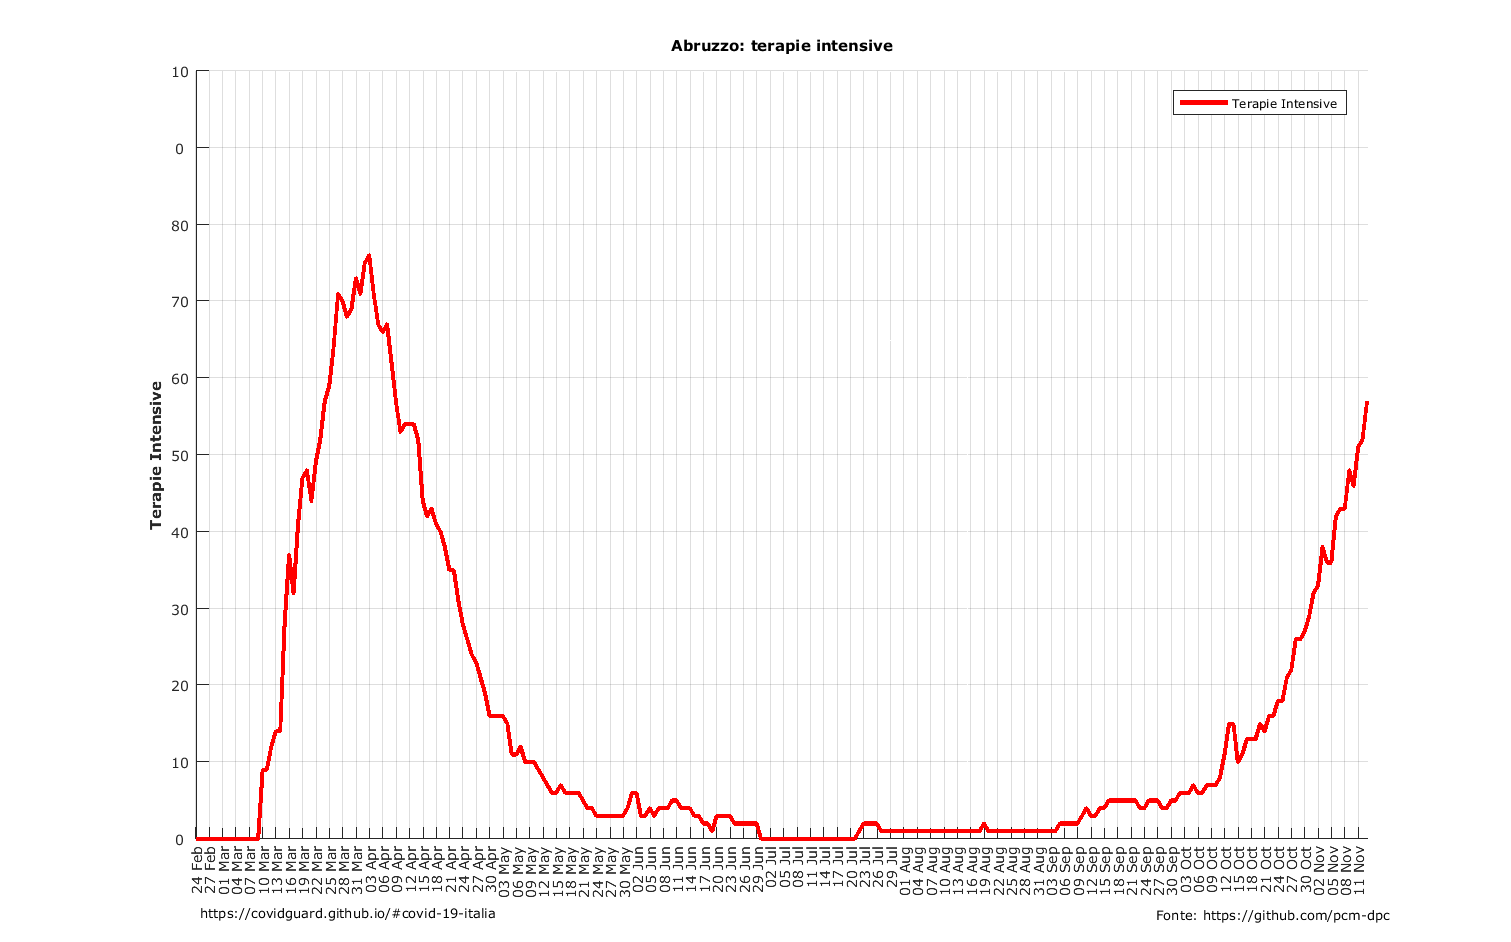 Abruzzo: terapie intensive
Terapie Intensive
10
0
80
70
60
50
40
30
20
10
0
Terapie Intensive
24 Feb
27 Feb
01 Mar
04 Mar
07 Mar
10 Mar
13 Mar
16 Mar
19 Mar
22 Mar
25 Mar
28 Mar
31 Mar
03 Apr
06 Apr
09 Apr
12 Apr
15 Apr
18 Apr
21 Apr
24 Apr
27 Apr
30 Apr
03 May
06 May
09 May
12 May
15 May
18 May
21 May
24 May
27 May
30 May
02 Jun
05 Jun
08 Jun
11 Jun
14 Jun
17 Jun
20 Jun
23 Jun
26 Jun
29 Jun
02 Jul
05 Jul
08 Jul
11 Jul
14 Jul
17 Jul
20 Jul
23 Jul
26 Jul
29 Jul
01 Aug
04 Aug
07 Aug
10 Aug
13 Aug
16 Aug
19 Aug
22 Aug
25 Aug
28 Aug
31 Aug
03 Sep
06 Sep
09 Sep
12 Sep
15 Sep
18 Sep
21 Sep
24 Sep
27 Sep
30 Sep
03 Oct
06 Oct
09 Oct
12 Oct
15 Oct
18 Oct
21 Oct
24 Oct
27 Oct
30 Oct
02 Nov
05 Nov
08 Nov
11 Nov
https://covidguard.github.io/#covid-19-italia
Fonte: https://github.com/pcm-dpc